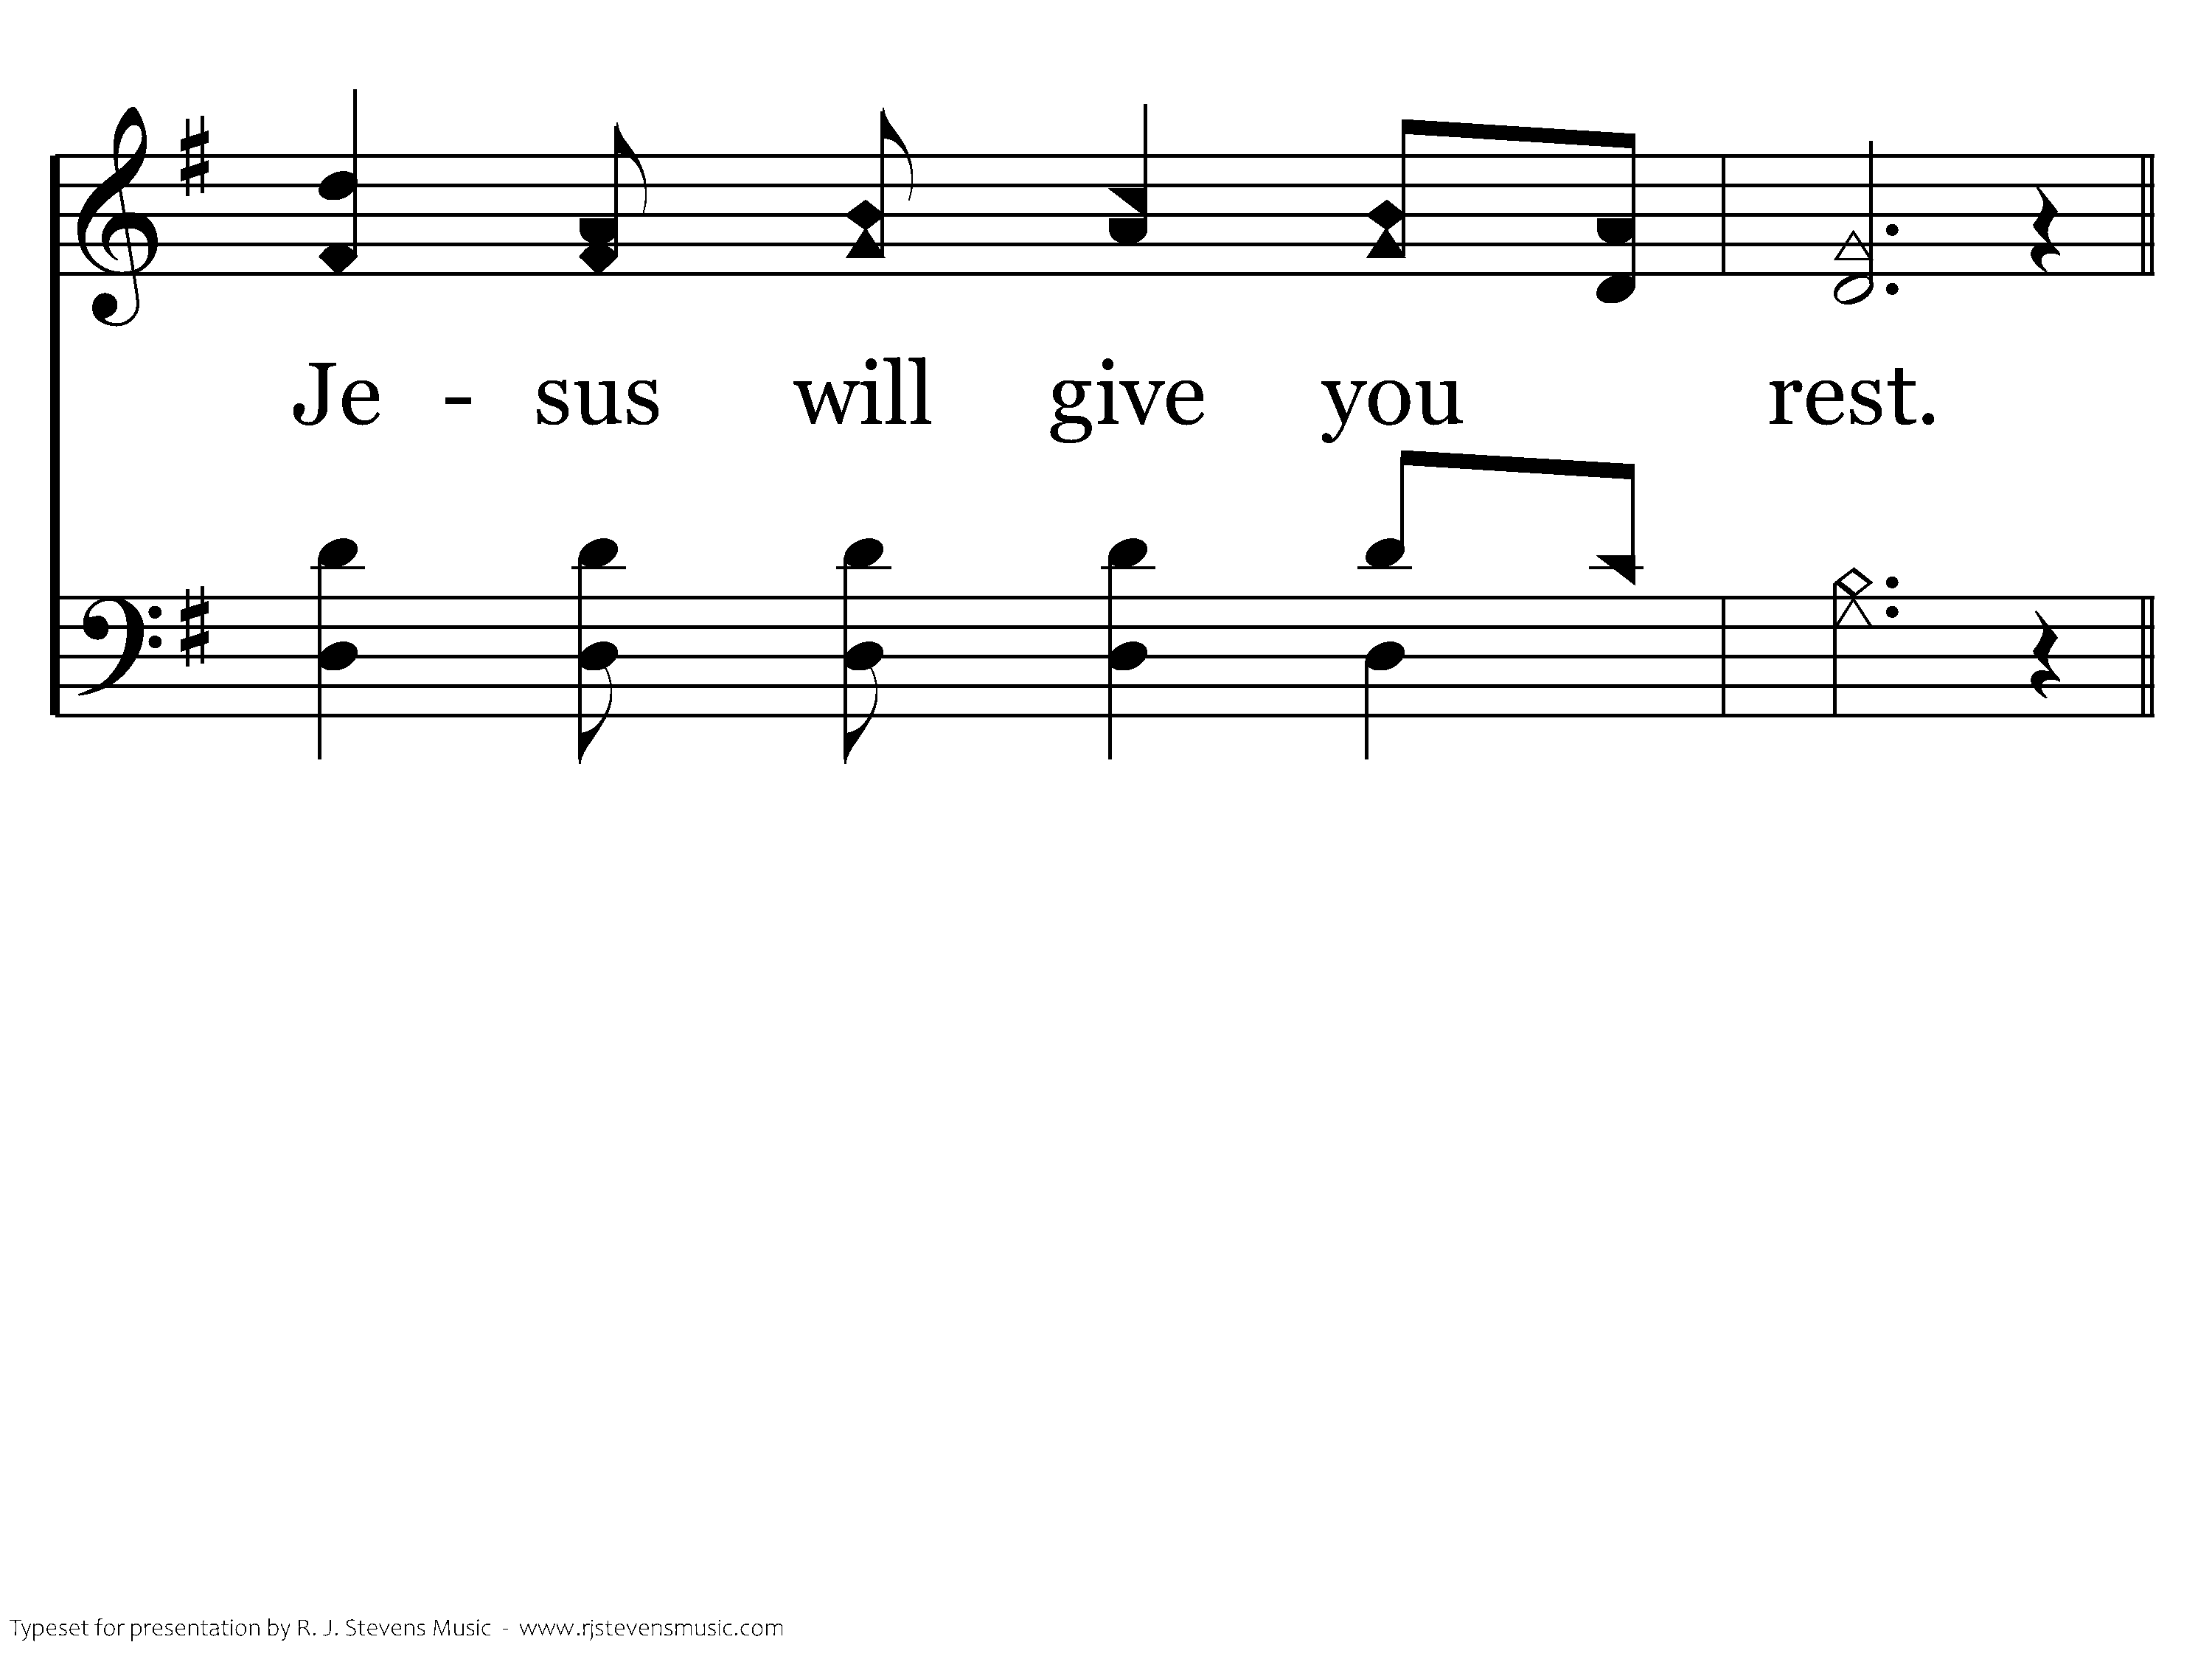 Je - sus will give you rest.
Typeset for presentation by R. J. Stevens Music - www.rjstevensmusic.com